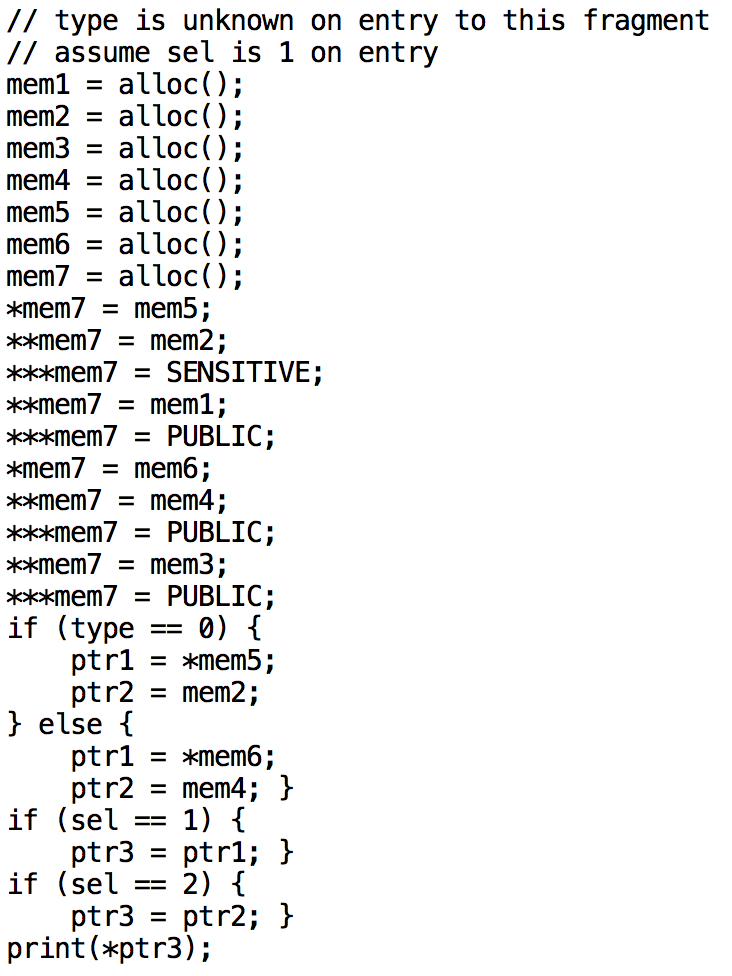 // type is unknown on entry to this fragment
// assume sel is 1 on entry
mem1 = alloc();
mem2 = alloc();
mem3 = alloc();
mem4 = alloc();
mem5 = alloc();
mem6 = alloc();
mem7 = alloc();
*mem7 = mem5;
**mem7 = mem2;
***mem7 = SENSITIVE;
**mem7 = mem1;
***mem7 = PUBLIC;
*mem7 = mem6;
**mem7 = mem4;
***mem7 = PUBLIC;
**mem7 = mem3;
***mem7 = PUBLIC;
if (type == 0) {
    ptr1 = *mem5;
    ptr2 = mem2;
} else {
    ptr1 = *mem6;
    ptr2 = mem4; }
if (sel == 1) {
    ptr3 = ptr1; }
if (sel == 2) {
    ptr3 = ptr2; }
print(*ptr3);